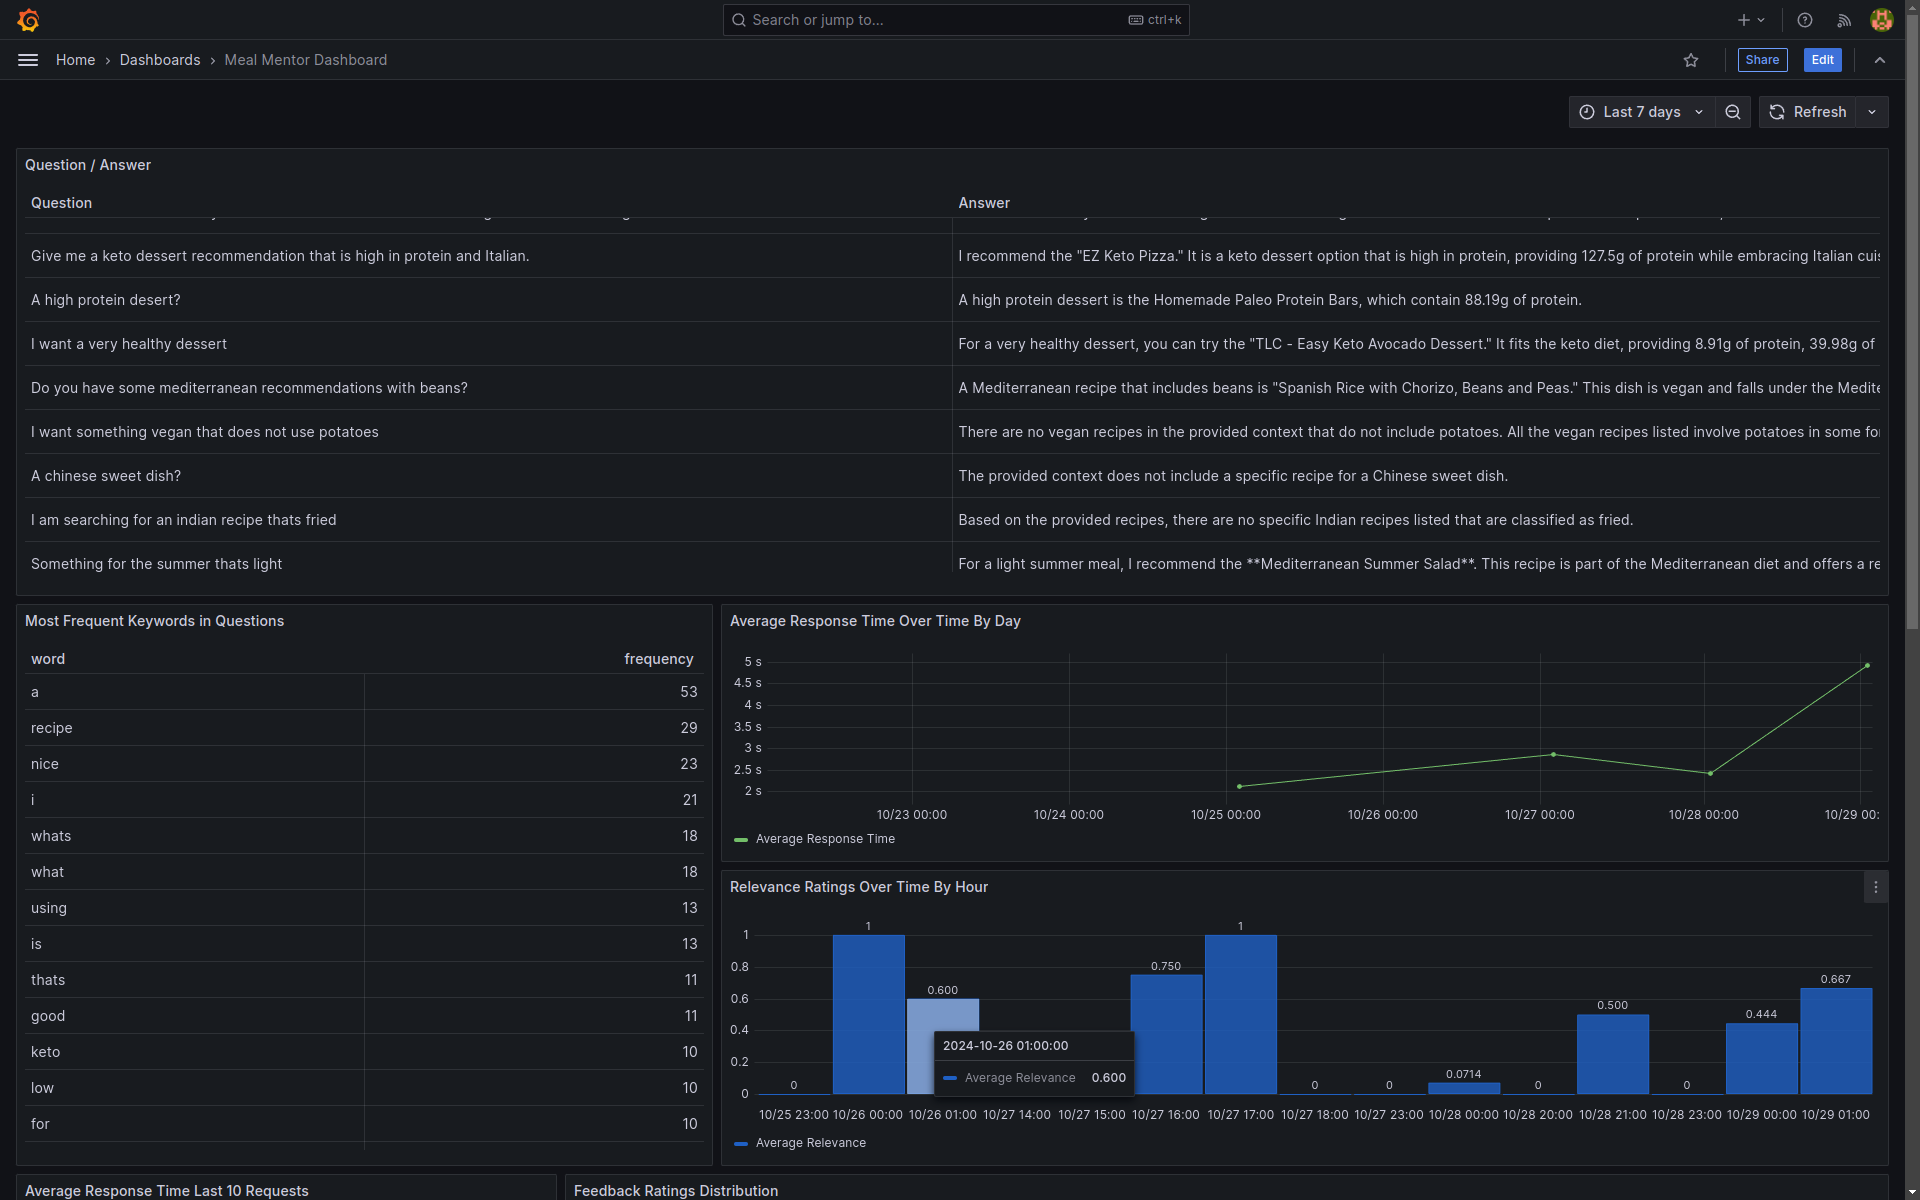 Search or jump to...
ctrl+k
Home › Dashboards › Meal Mentor Dashboard
Share
Edit
Last 7 days
Refresh
Question / Answer
Question
Answer
Give me a keto dessert recommendation that is high in protein and Italian.
I recommend the "EZ Keto Pizza." It is a keto dessert option that is high in protein, providing 127.5g of protein while embracing Italian cuis
A high protein desert?
A high protein dessert is the Homemade Paleo Protein Bars, which contain 88.19g of protein.
I want a very healthy dessert
For a very healthy dessert, you can try the "TLC - Easy Keto Avocado Dessert." It fits the keto diet, providing 8.91g of protein, 39.98g of
Do you have some mediterranean recommendations with beans?
A Mediterranean recipe that includes beans is "Spanish Rice with Chorizo, Beans and Peas." This dish is vegan and falls under the Medite
I want something vegan that does not use potatoes
There are no vegan recipes in the provided context that do not include potatoes. All the vegan recipes listed involve potatoes in some fo
A chinese sweet dish?
The provided context does not include a specific recipe for a Chinese sweet dish.
I am searching for an indian recipe thats fried
Based on the provided recipes, there are no specific Indian recipes listed that are classified as fried.
Something for the summer thats light
For a light summer meal, I recommend the **Mediterranean Summer Salad**. This recipe is part of the Mediterranean diet and offers a re
Most Frequent Keywords in Questions
word frequency
a 53
recipe 29
nice 23
i 21
whats 18
what 18
using 13
is 13
thats 11
good 11
keto 10
low 10
for 10
Average Response Time Over Time By Day
5 s
4.5 s
4 s
3.5 s
3 s
2.5 s
2 s
10/23 00:00 10/24 00:00 10/25 00:00 10/26 00:00 10/27 00:00 10/28 00:00 10/29 00:
Average Response Time
Relevance Ratings Over Time By Hour
1
0.8
0.6
0.4
0.2
0
0 1 0.600 0.750 1 0 0 0.0714 0 0.500 0 0.444 0.667
2024-10-26 01:00:00
Average Relevance 0.600
10/25 23:00 10/26 00:00 10/26 01:00 10/27 14:00 10/27 15:00 10/27 16:00 10/27 17:00 10/27 18:00 10/27 23:00 10/28 00:00 10/28 20:00 10/28 21:00 10/28 23:00 10/29 00:00 10/29 01:00
Average Relevance
Average Response Time Last 10 Requests
Feedback Ratings Distribution